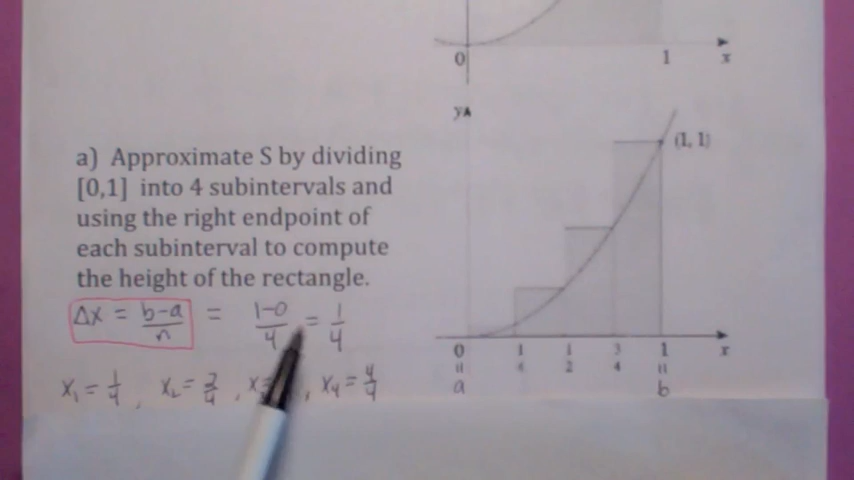 0 1 x
y
(1, 1)
a) Approximate S by dividing
[0,1] into 4 subintervals and
using the right endpoint of
each subinterval to compute
the height of the rectangle.
Δx = b-a/n = 1-0/4 = 1/4
0 1/4 1/2 3/4 1 x
x₁ = 1/4 , x₂ = 2/4 , x , x₄ = 4/4
" "
a b